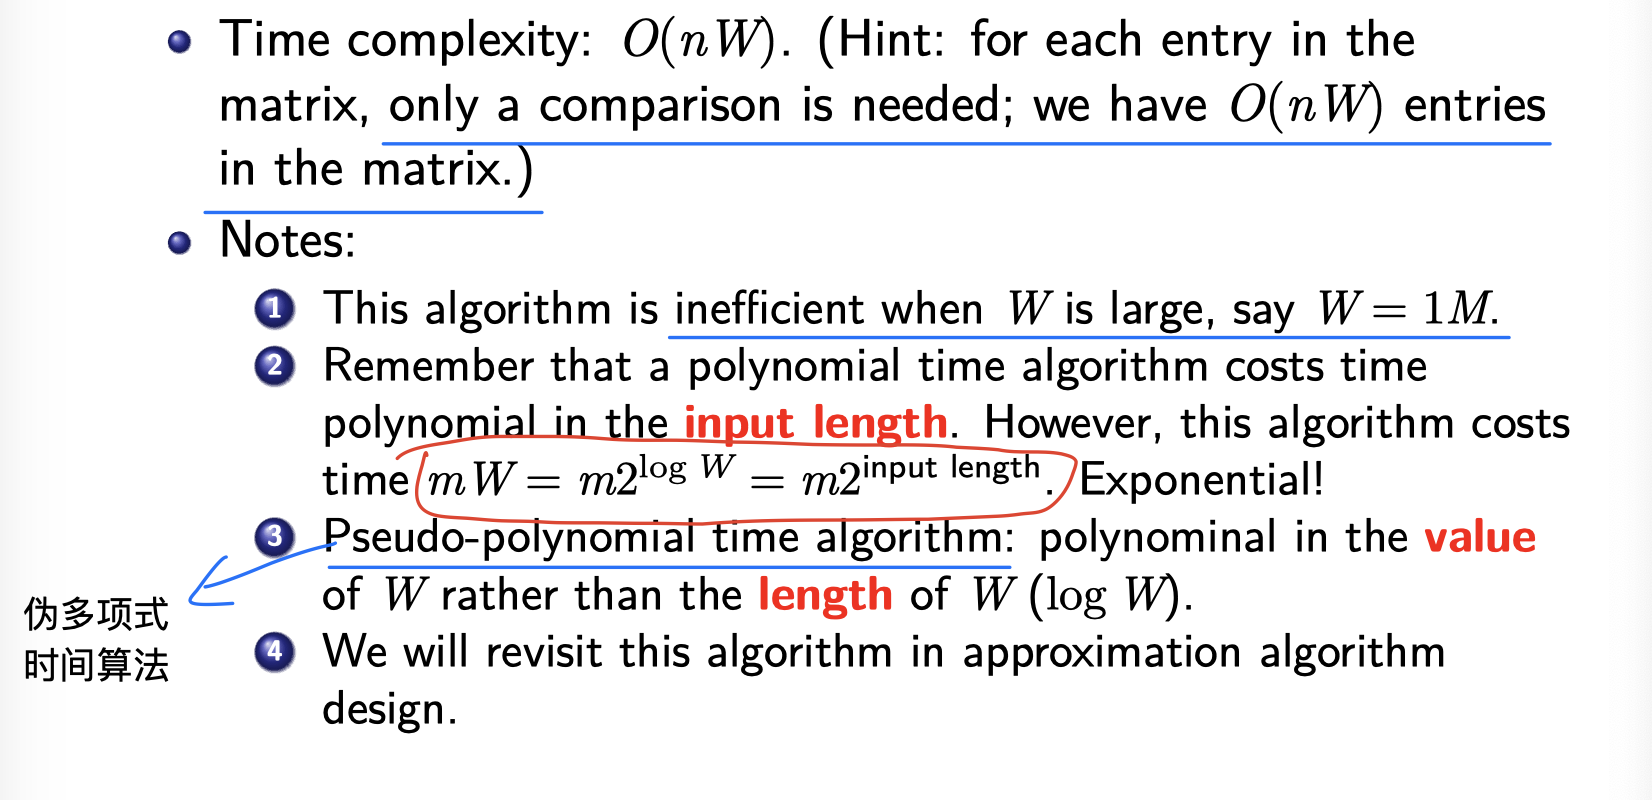 Time complexity: O(nW). (Hint: for each entry in the
matrix, only a comparison is needed; we have O(nW) entries
in the matrix.)
Notes:
1 This algorithm is inefficient when W is large, say W = 1M.
2 Remember that a polynomial time algorithm costs time
polynomial in the input length. However, this algorithm costs
time mW = m2^{log W} = m2^{input length}. Exponential!
3 Pseudo-polynomial time algorithm: polynominal in the value
of W rather than the length of W (log W).
伪多项式
时间算法
4 We will revisit this algorithm in approximation algorithm
design.